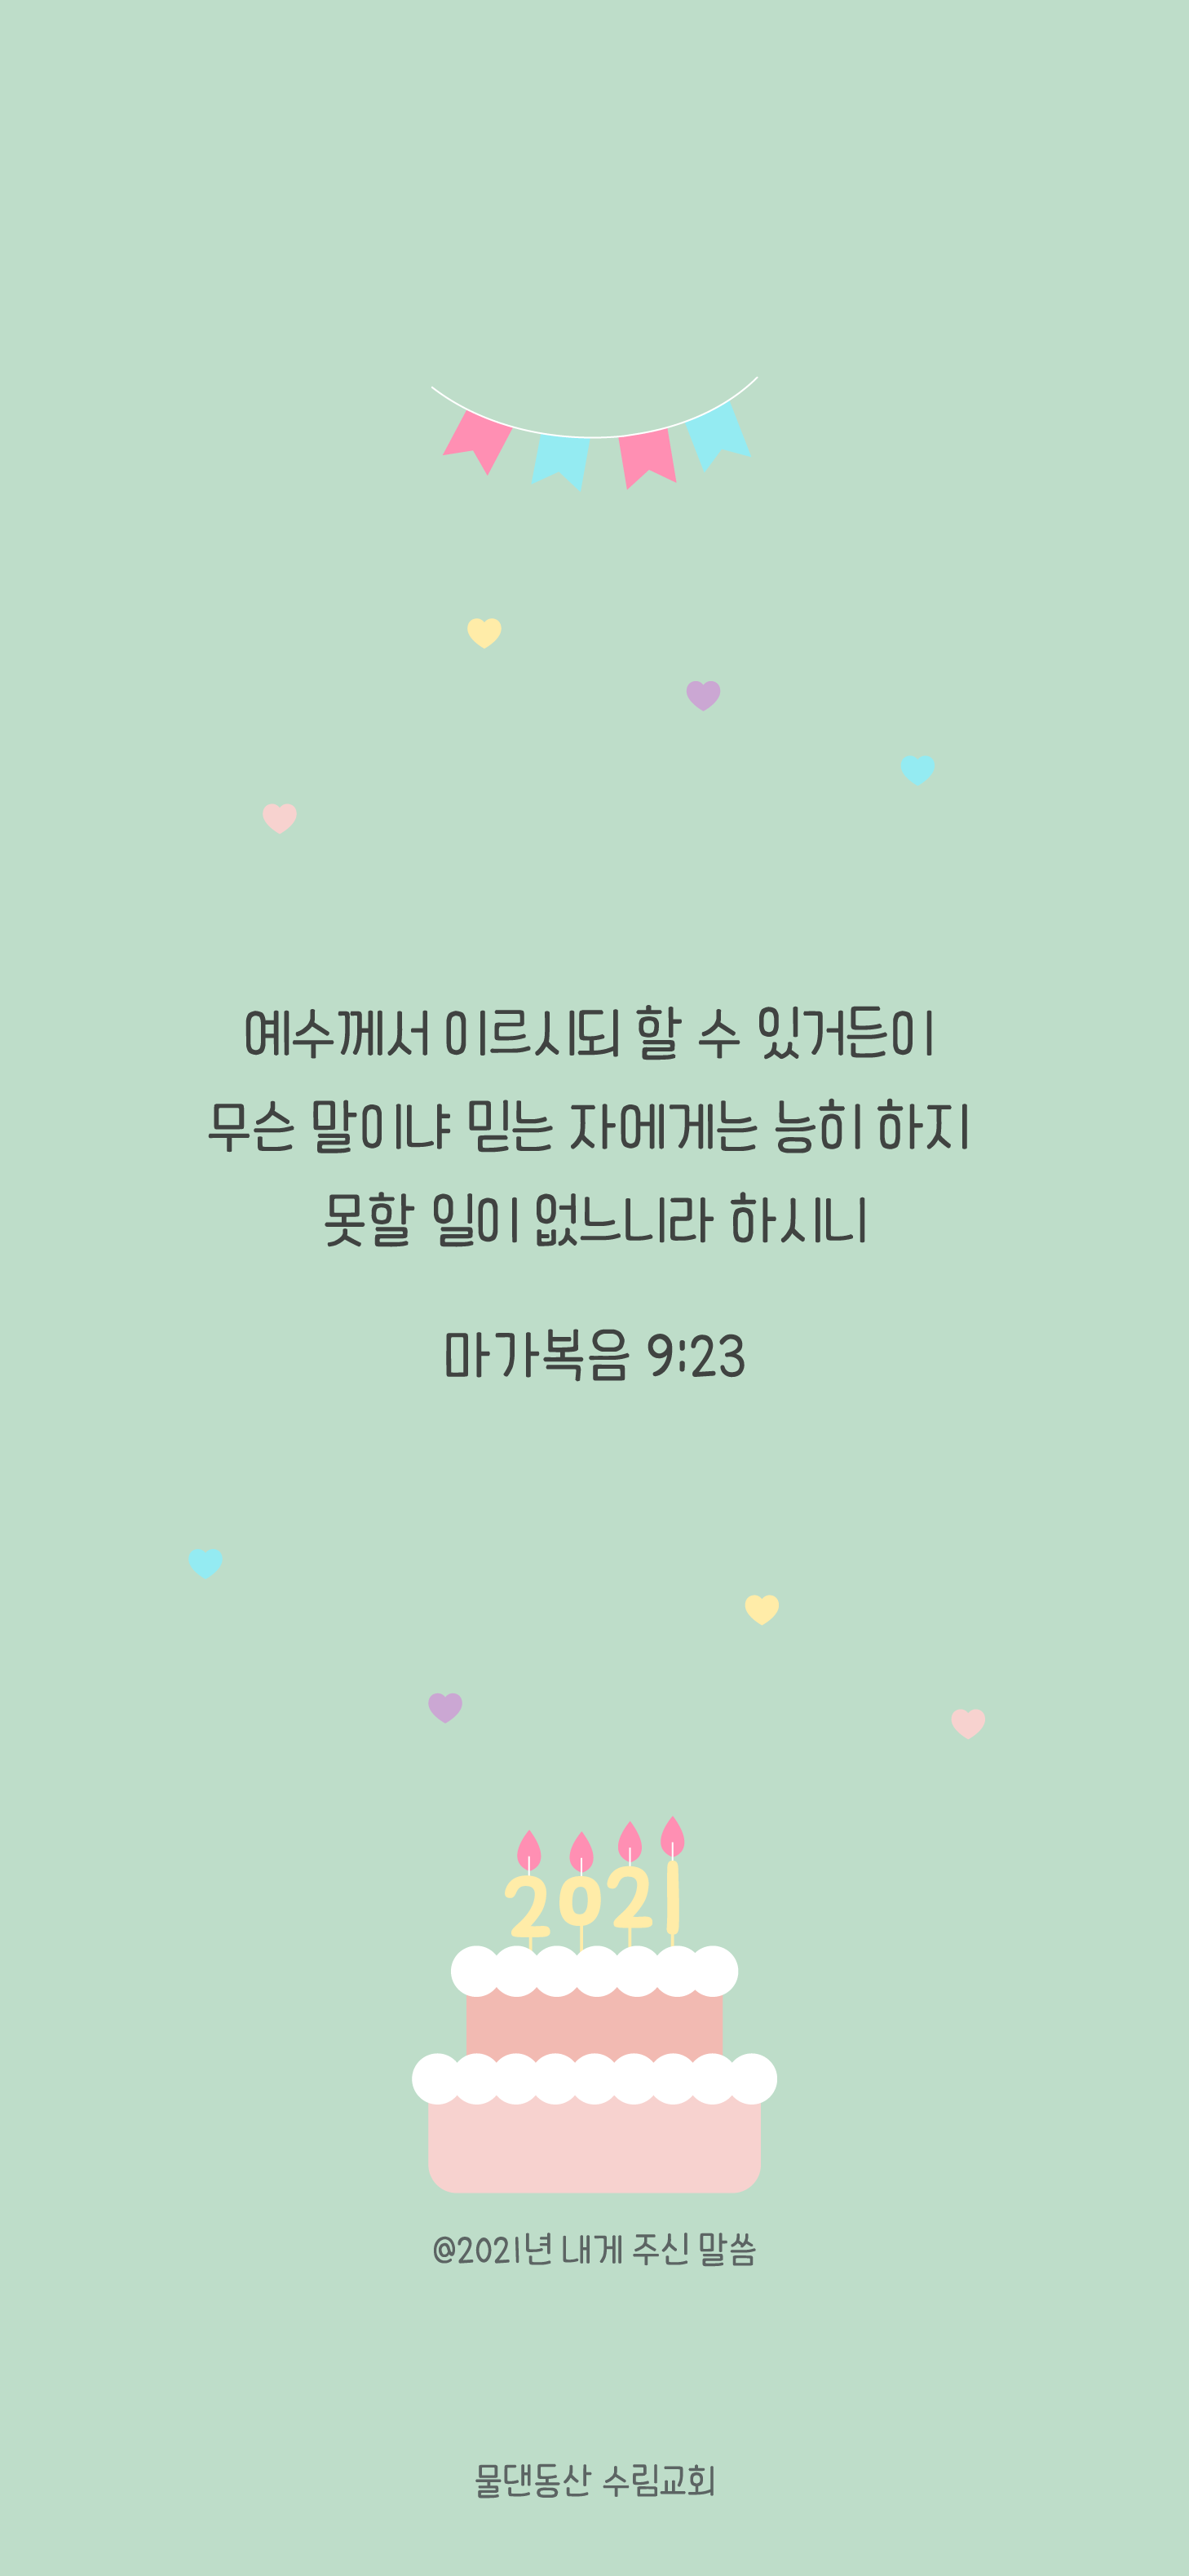 예수께서 이르시되 할 수 있거든이
무슨 말이냐 믿는 자에게는 능히 하지
못할 일이 없느니라 하시니
마가복음 9:23
2021
@2021년 내게 주신 말씀
물댄동산 수림교회